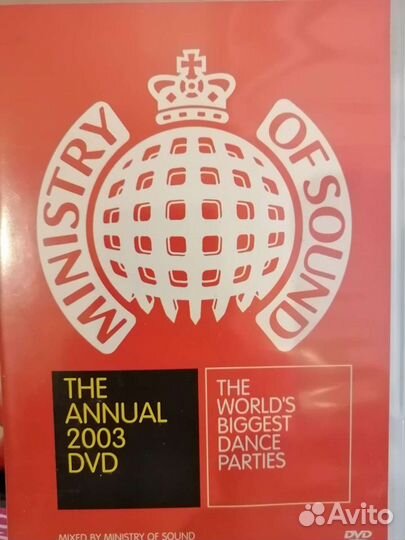 MINISTRY
OF SOUND
THE
ANNUAL
2003
DVD
THE
WORLD'S
BIGGEST
DANCE
PARTIES
MIXED BY MINISTRY OF SOUND
DVD
Avito